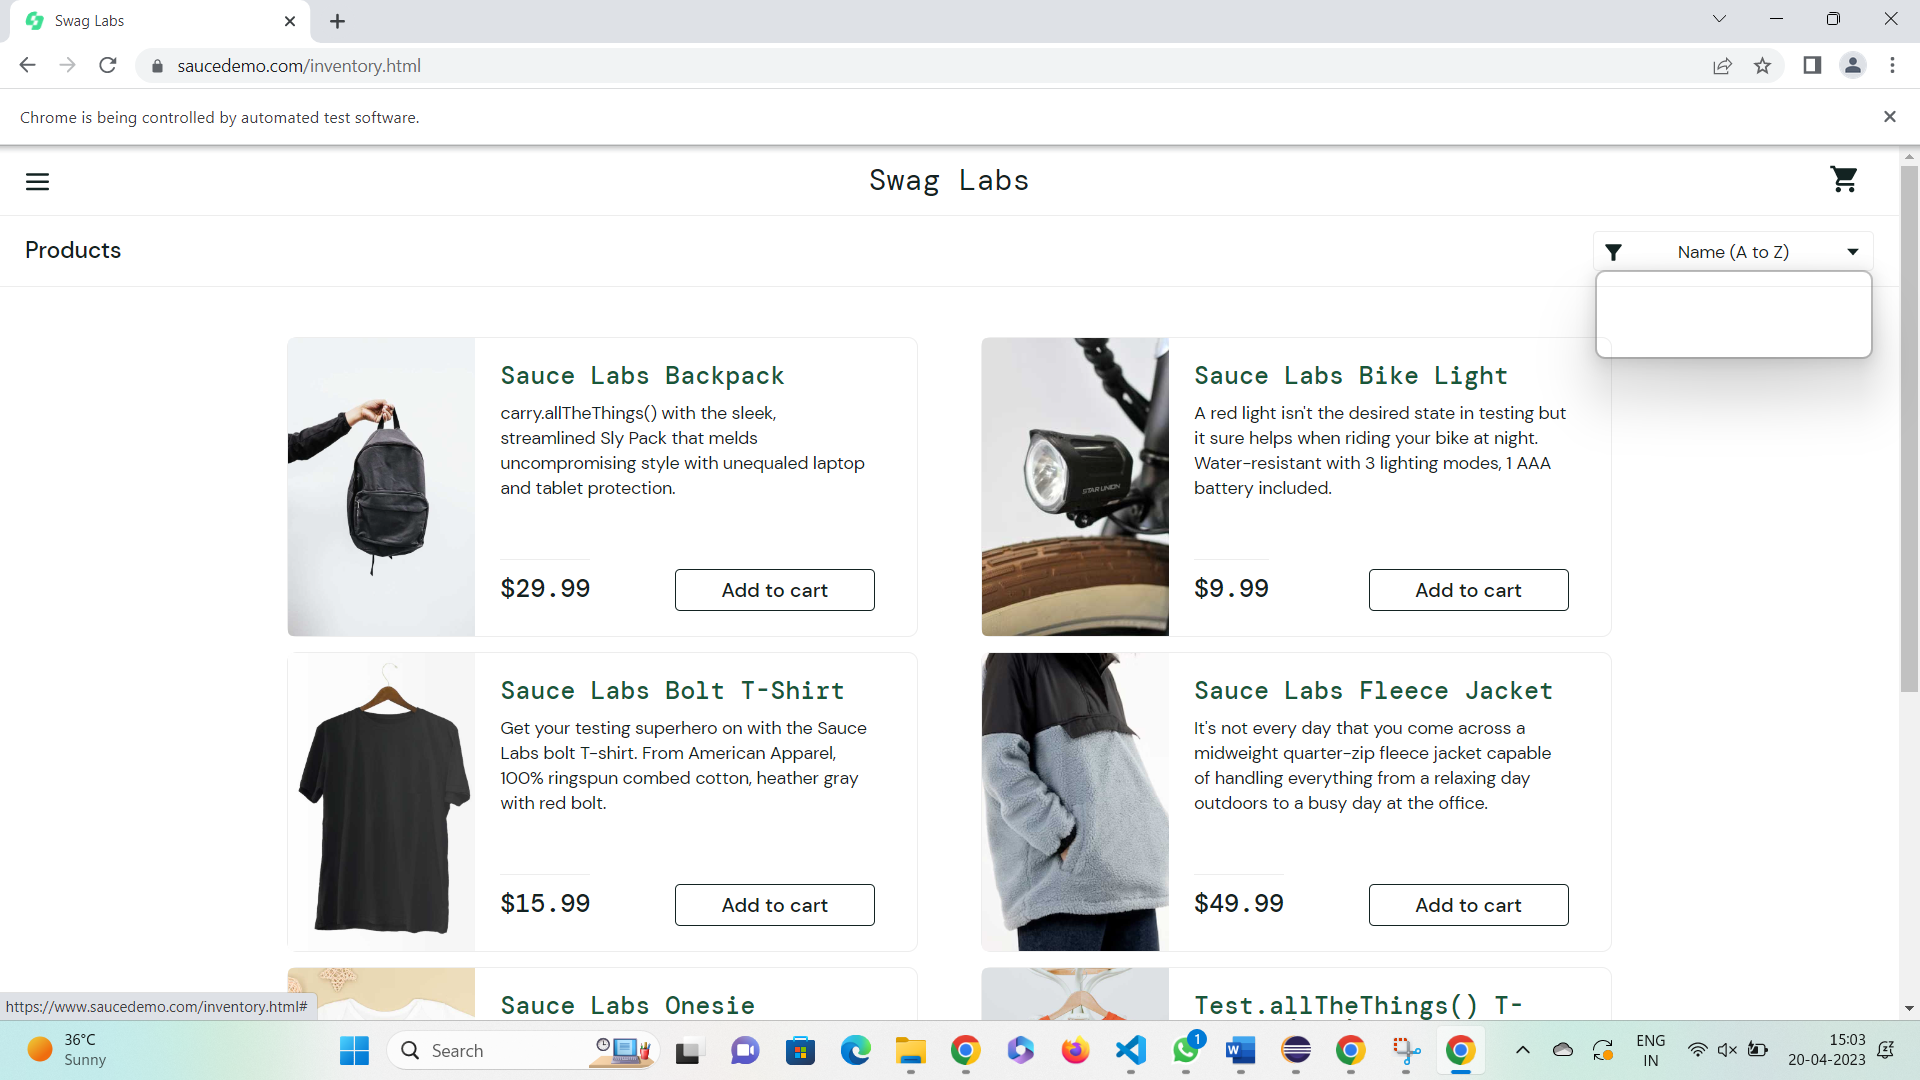 Swag Labs
saucedemo.com/inventory.html
Chrome is being controlled by automated test software.
Swag Labs
Products
Name (A to Z)
Sauce Labs Backpack
carry.allTheThings() with the sleek,
streamlined Sly Pack that melds
uncompromising style with unequaled laptop
and tablet protection.
$29.99
Add to cart
Sauce Labs Bike Light
A red light isn't the desired state in testing but
it sure helps when riding your bike at night.
Water-resistant with 3 lighting modes, 1 AAA
battery included.
STAR UNION
$9.99
Add to cart
Sauce Labs Bolt T-Shirt
Get your testing superhero on with the Sauce
Labs bolt T-shirt. From American Apparel,
100% ringspun combed cotton, heather gray
with red bolt.
$15.99
Add to cart
Sauce Labs Fleece Jacket
It's not every day that you come across a
midweight quarter-zip fleece jacket capable
of handling everything from a relaxing day
outdoors to a busy day at the office.
$49.99
Add to cart
Sauce Labs Onesie
Test.allTheThings() T-
https://www.saucedemo.com/inventory.html#
36°C
Sunny
Search
1
ENG
IN
15:03
20-04-2023